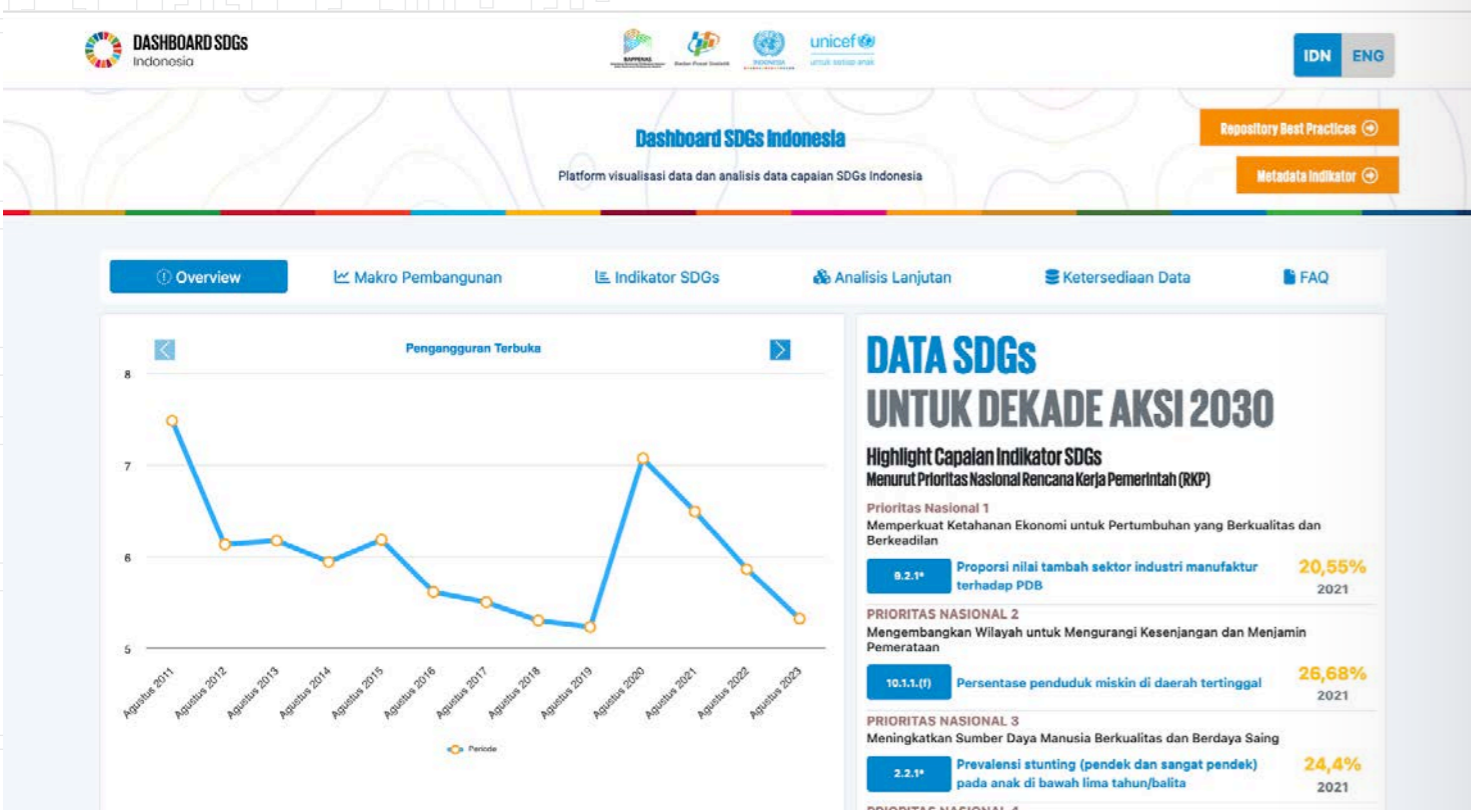 DASHBOARD SDGs
Indonesia
BAPPENAS
Badan Pusat Statistik
INDONESIA
unicef
untuk setiap anak
IDN ENG
Dashboard SDGs Indonesia
Platform visualisasi data dan analisis data capaian SDGs Indonesia
Repository Best Practices
Metadata Indikator
Overview
Makro Pembangunan
Indikator SDGs
Analisis Lanjutan
Ketersediaan Data
FAQ
Pengangguran Terbuka
8
7
6
5
Agustus 2011
Agustus 2012
Agustus 2013
Agustus 2014
Agustus 2015
Agustus 2016
Agustus 2017
Agustus 2018
Agustus 2019
Agustus 2020
Agustus 2021
Agustus 2022
Agustus 2023
Periode
DATA SDGs
UNTUK DEKADE AKSI 2030
Highlight Capaian Indikator SDGs
Menurut Prioritas Nasional Rencana Kerja Pemerintah (RKP)
Prioritas Nasional 1
Memperkuat Ketahanan Ekonomi untuk Pertumbuhan yang Berkualitas dan
Berkeadilan
9.2.1*
Proporsi nilai tambah sektor industri manufaktur
terhadap PDB
20,55%
2021
PRIORITAS NASIONAL 2
Mengembangkan Wilayah untuk Mengurangi Kesenjangan dan Menjamin
Pemerataan
10.1.1.(f)
Persentase penduduk miskin di daerah tertinggal
26,68%
2021
PRIORITAS NASIONAL 3
Meningkatkan Sumber Daya Manusia Berkualitas dan Berdaya Saing
2.2.1*
Prevalensi stunting (pendek dan sangat pendek)
pada anak di bawah lima tahun/balita
24,4%
2021
PRIORITAS NASIONAL 4